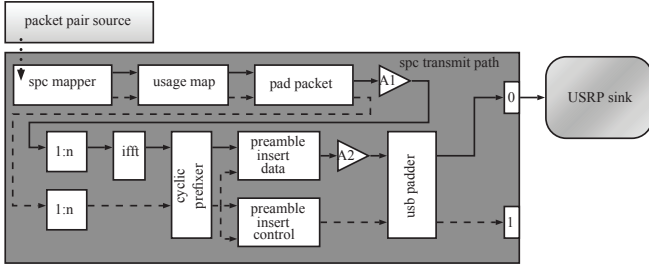 packet pair source
spc transmit path
spc mapper
usage map
pad packet
A1
0
USRP sink
1:n
ifft
cyclic
prefixer
preamble
insert
data
A2
usb padder
1:n
preamble
insert
control
1